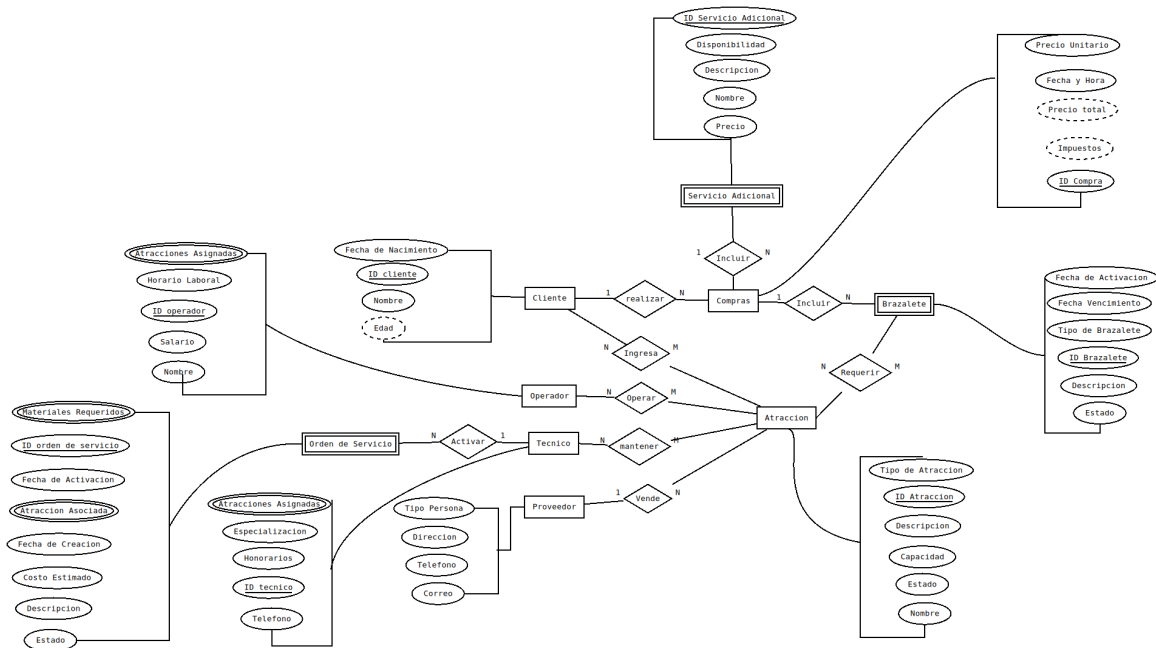 ID Servicio Adicional
Disponibilidad
Descripcion
Nombre
Precio
Servicio Adicional
1
Incluir
N
Precio Unitario
Fecha y Hora
Precio total
Impuestos
ID Compra
Atracciones Asignadas
Horario Laboral
ID operador
Salario
Nombre
Fecha de Nacimiento
ID cliente
Nombre
Edad
Cliente
1
realizar
N
Compras
1
Incluir
N
Brazalete
Fecha de Activacion
Fecha Vencimiento
Tipo de Brazalete
ID Brazalete
Descripcion
Estado
N
Ingresa
M
N
Requerir
M
Operador
N
Operar
M
Atraccion
Materiales Requeridos
ID orden de servicio
Fecha de Activacion
Atraccion Asociada
Fecha de Creacion
Costo Estimado
Descripcion
Estado
Orden de Servicio
N
Activar
1
Tecnico
N
mantener
M
Atracciones Asignadas
Especializacion
Honorarios
ID tecnico
Telefono
Tipo Persona
Direccion
Telefono
Correo
Proveedor
1
Vende
N
Tipo de Atraccion
ID Atraccion
Descripcion
Capacidad
Estado
Nombre